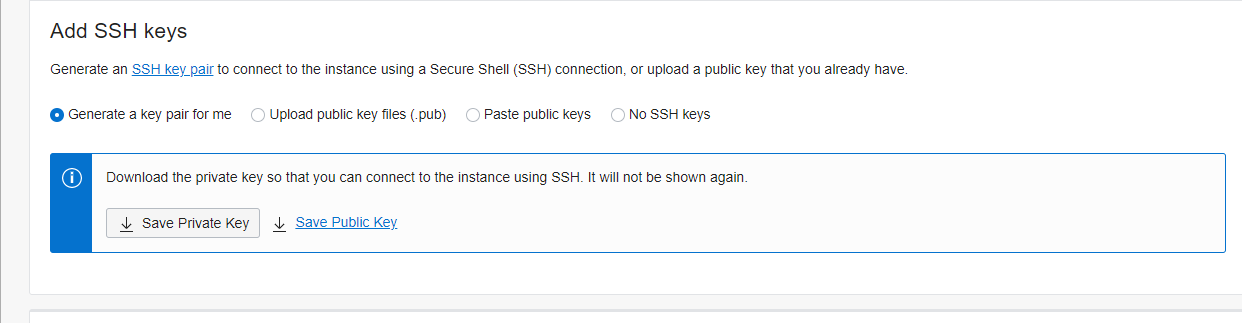 Add SSH keys
Generate an SSH key pair to connect to the instance using a Secure Shell (SSH) connection, or upload a public key that you already have.
Generate a key pair for me Upload public key files (.pub) Paste public keys No SSH keys
Download the private key so that you can connect to the instance using SSH. It will not be shown again.
Save Private Key Save Public Key